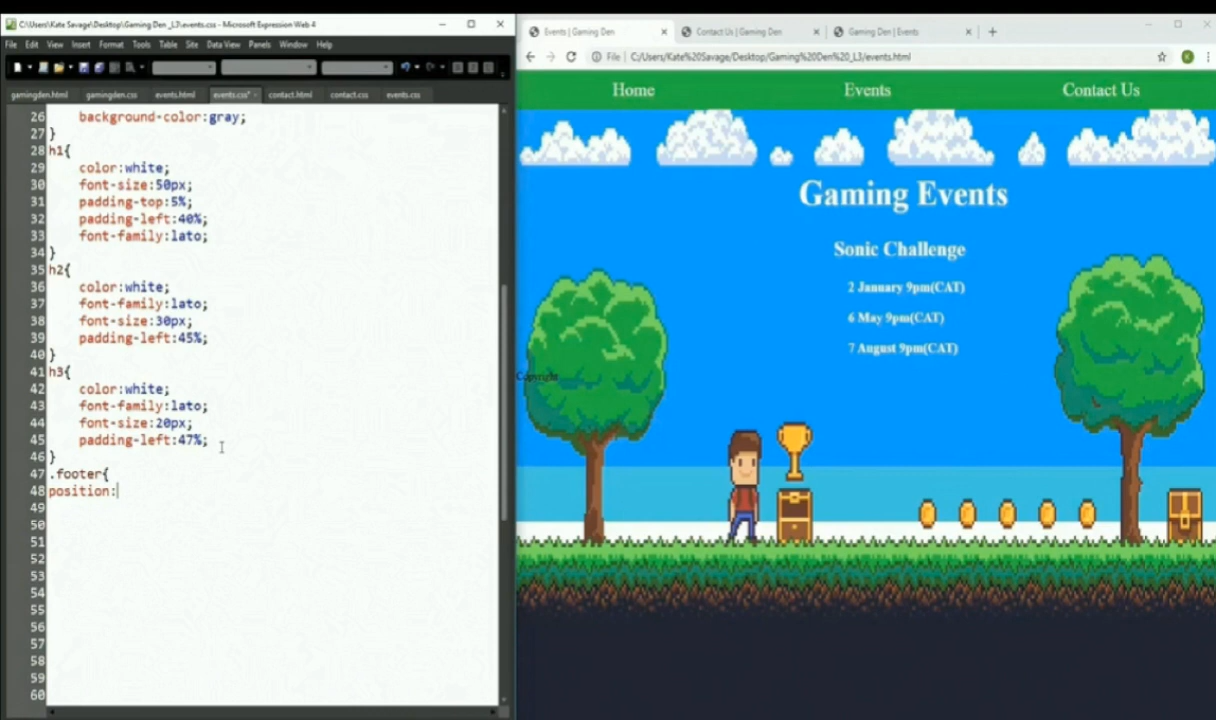 C:\Users\Kate Savage\Desktop\Gaming Den _L3\events.css - Microsoft Expression Web 4
File Edit View Insert Format Tools Table Site Data View Panels Window Help
gamingden.html gamingden.css events.html events.css* contact.html contact.css events.css
26 background-color:gray;
27 }
28 h1{
29 color:white;
30 font-size:50px;
31 padding-top:5%;
32 padding-left:40%;
33 font-family:lato;
34 }
35 h2{
36 color:white;
37 font-family:lato;
38 font-size:30px;
39 padding-left:45%;
40 }
41 h3{
42 color:white;
43 font-family:lato;
44 font-size:20px;
45 padding-left:47%;
46 }
47 .footer{
48 position:
49
50
51
52
53
54
55
56
57
58
59
60
Events | Gaming Den Contact Us | Gaming Den Gaming Den | Events
File | C:/Users/Kate%20Savage/Desktop/Gaming%20Den%20_L3/events.html
K
Home Events Contact Us
Gaming Events
Sonic Challenge
2 January 9pm(CAT)
6 May 9pm(CAT)
7 August 9pm(CAT)
Copyright